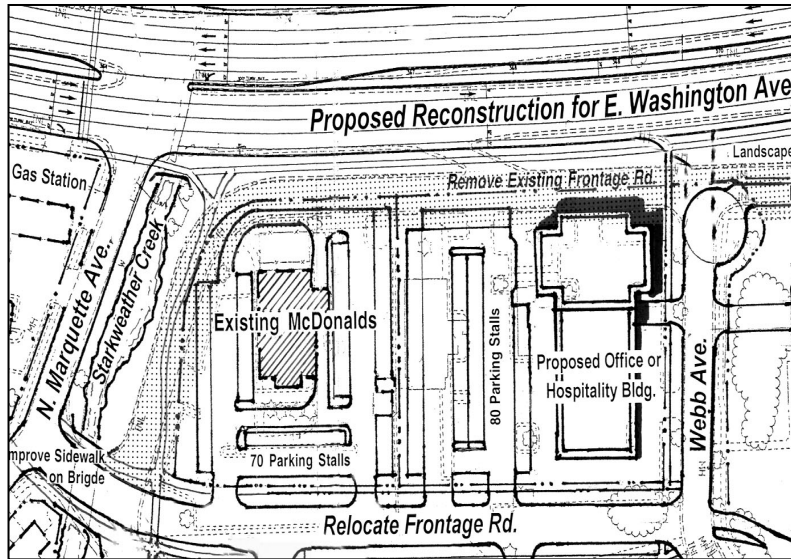 Proposed Reconstruction for E. Washington Ave
Landscape
Gas Station
Remove Existing Frontage Rd.
N. Marquette Ave.
Starkweather Creek
Existing McDonalds
80 Parking Stalls
Proposed Office or
Hospitality Bldg.
Webb Ave.
mprove Sidewalk
on Brigde
70 Parking Stalls
Relocate Frontage Rd.